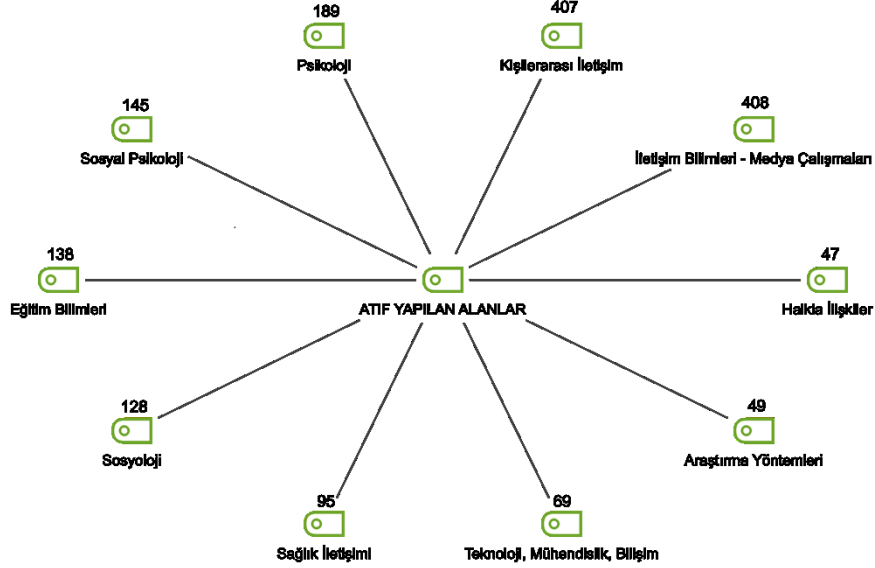 189
Psikoloji
407
Kişilerarası İletişim
145
Sosyal Psikoloji
408
İletişim Bilimleri - Medya Çalışmaları
138
Eğitim Bilimleri
ATIF YAPILAN ALANLAR
47
Halkla İlişkiler
128
Sosyoloji
49
Araştırma Yöntemleri
95
Sağlık İletişimi
69
Teknoloji, Mühendislik, Bilişim